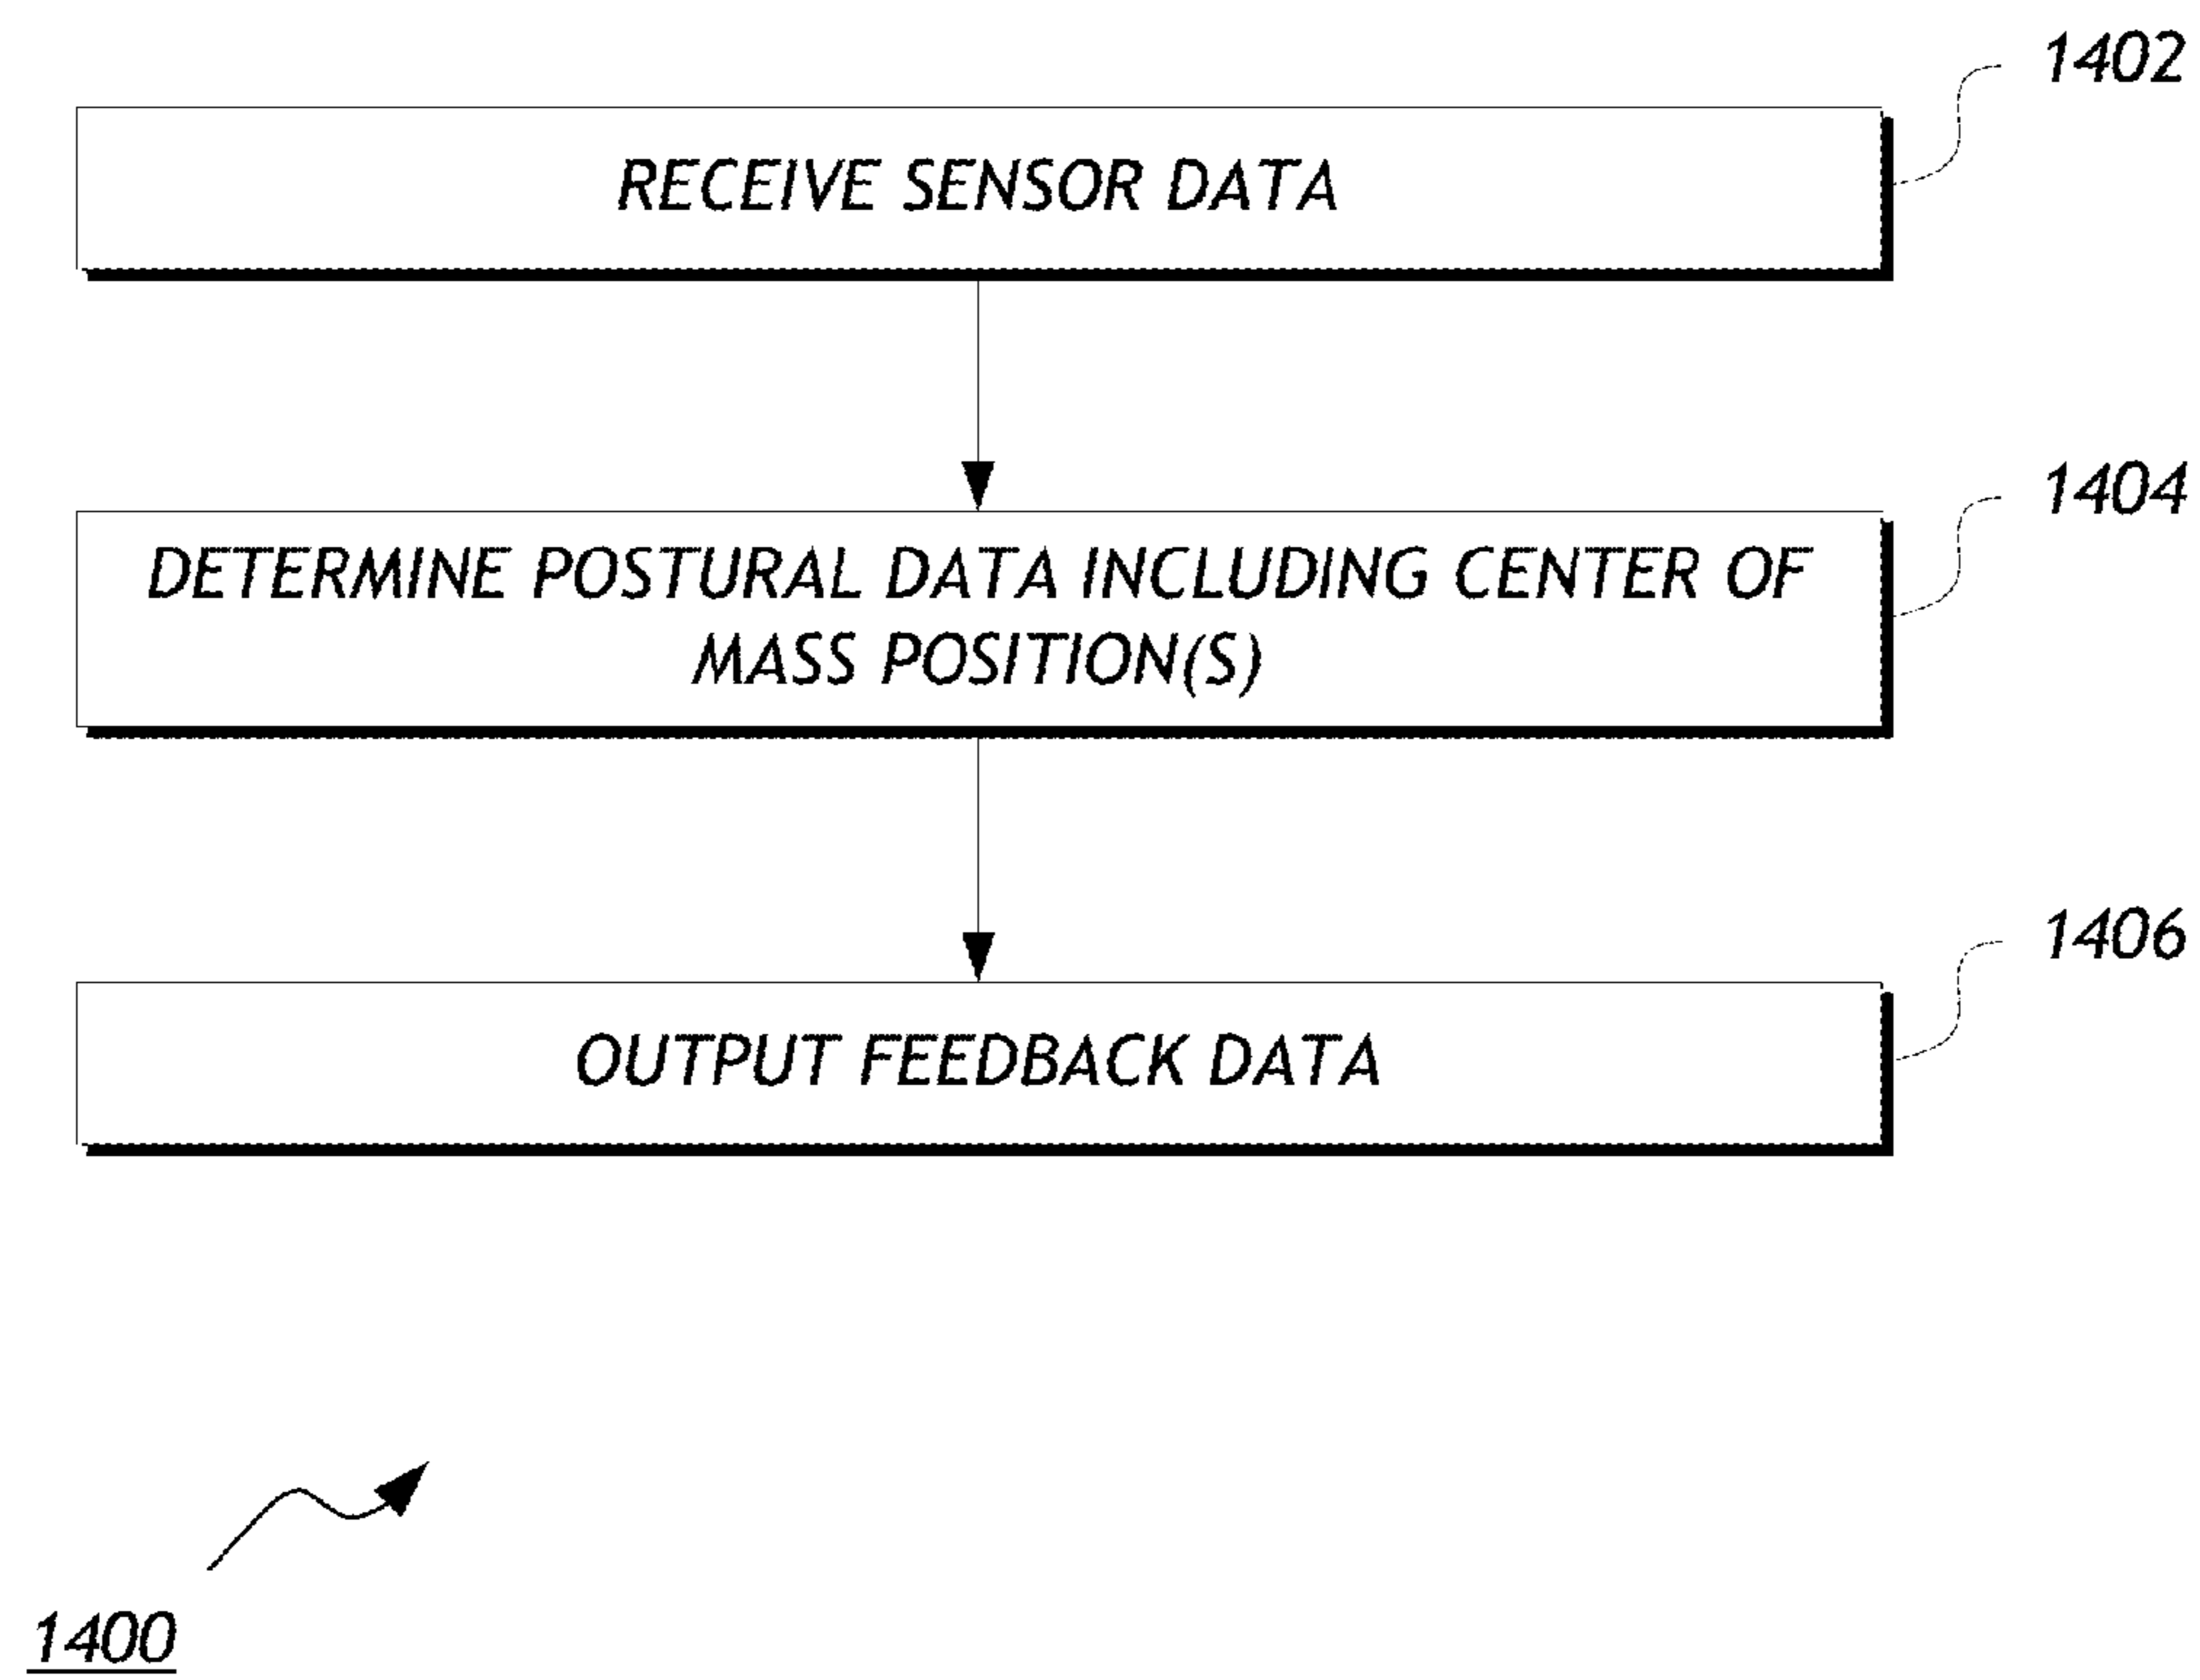 1402
RECEIVE SENSOR DATA
1404
DETERMINE POSTURAL DATA INCLUDING CENTER OF
MASS POSITION(S)
1406
OUTPUT FEEDBACK DATA
1400